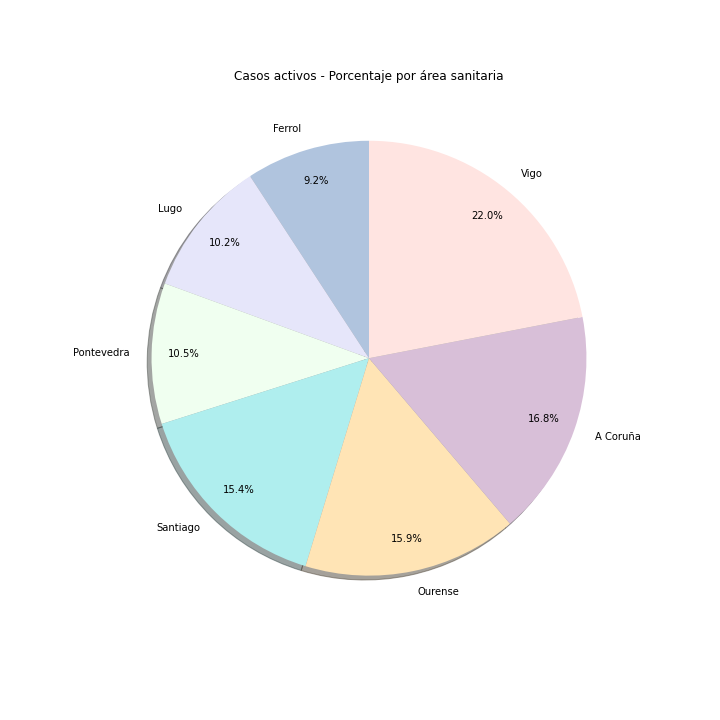 Casos activos - Porcentaje por área sanitaria
Ferrol
9.2%
Vigo
22.0%
Lugo
10.2%
Pontevedra
10.5%
A Coruña
16.8%
Santiago
15.4%
Ourense
15.9%